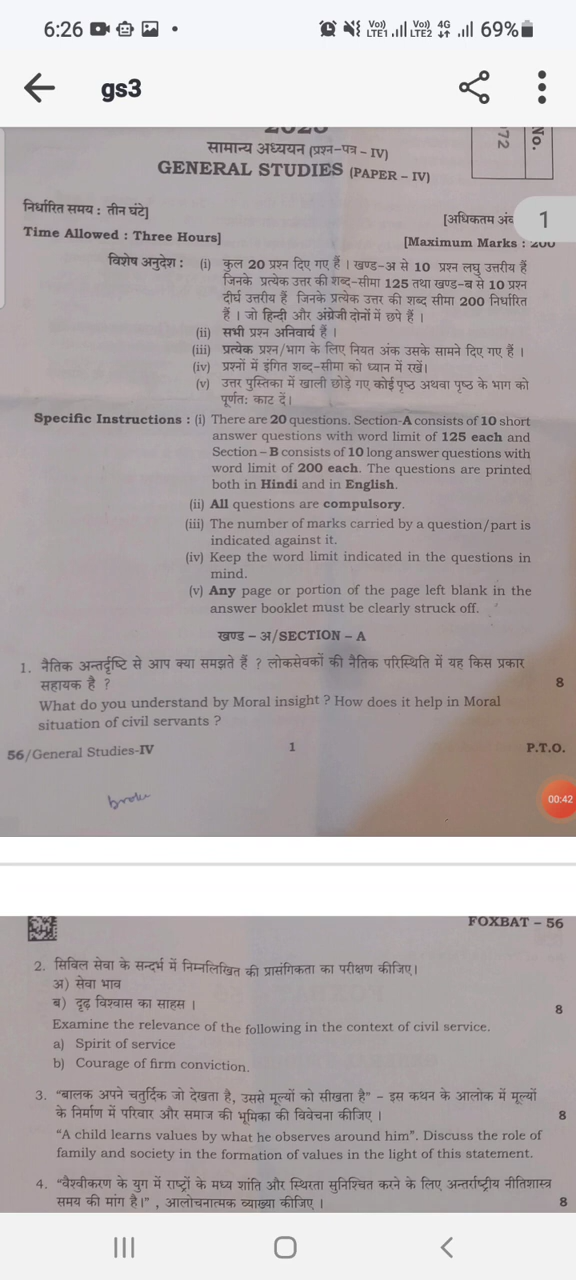 6:26
Vo)) LTE1 Vo)) LTE2 4G 69%
gs3
सामान्य अध्ययन (प्रश्न-पत्र – IV)
GENERAL STUDIES (PAPER – IV)
No.
72
1
निर्धारित समय : तीन घंटे]
[अधिकतम अंक
Time Allowed : Three Hours]
[Maximum Marks : 200
विशेष अनुदेश : (i) कुल 20 प्रश्न दिए गए हैं । खण्ड-अ से 10 प्रश्न लघु उत्तरीय हैं
जिनके प्रत्येक उत्तर की शब्द-सीमा 125 तथा खण्ड-ब से 10 प्रश्न
दीर्घ उत्तरीय हैं जिनके प्रत्येक उत्तर की शब्द सीमा 200 निर्धारित
हैं । जो हिन्दी और अंग्रेजी दोनों में छपे हैं ।
(ii) सभी प्रश्न अनिवार्य हैं ।
(iii) प्रत्येक प्रश्न/भाग के लिए नियत अंक उसके सामने दिए गए हैं ।
(iv) प्रश्नों में इंगित शब्द-सीमा को ध्यान में रखें।
(v) उत्तर पुस्तिका में खाली छोड़े गए कोई पृष्ठ अथवा पृष्ठ के भाग को
पूर्णत: काट दें।
Specific Instructions : (i) There are 20 questions. Section-A consists of 10 short
answer questions with word limit of 125 each and
Section – B consists of 10 long answer questions with
word limit of 200 each. The questions are printed
both in Hindi and in English.
(ii) All questions are compulsory.
(iii) The number of marks carried by a question/part is
indicated against it.
(iv) Keep the word limit indicated in the questions in
mind.
(v) Any page or portion of the page left blank in the
answer booklet must be clearly struck off.
खण्ड – अ/SECTION – A
1. नैतिक अन्तर्दृष्टि से आप क्या समझते हैं ? लोकसेवकों की नैतिक परिस्थिति में यह किस प्रकार
सहायक है ?
8
What do you understand by Moral insight ? How does it help in Moral
situation of civil servants ?
56/General Studies-IV
1
P.T.O.
00:42
FOXBAT – 56
2. सिविल सेवा के सन्दर्भ में निम्नलिखित की प्रासंगिकता का परीक्षण कीजिए।
अ) सेवा भाव
ब) दृढ़ विश्वास का साहस ।
8
Examine the relevance of the following in the context of civil service.
a) Spirit of service
b) Courage of firm conviction.
3. “बालक अपने चतुर्दिक जो देखता है, उससे मूल्यों को सीखता है” – इस कथन के आलोक में मूल्यों
के निर्माण में परिवार और समाज की भूमिका की विवेचना कीजिए ।
8
“A child learns values by what he observes around him”. Discuss the role of
family and society in the formation of values in the light of this statement.
4. “वैश्वीकरण के युग में राष्ट्रों के मध्य शांति और स्थिरता सुनिश्चित करने के लिए अन्तर्राष्ट्रीय नीतिशास्त्र
समय की मांग है।” , आलोचनात्मक व्याख्या कीजिए ।
8